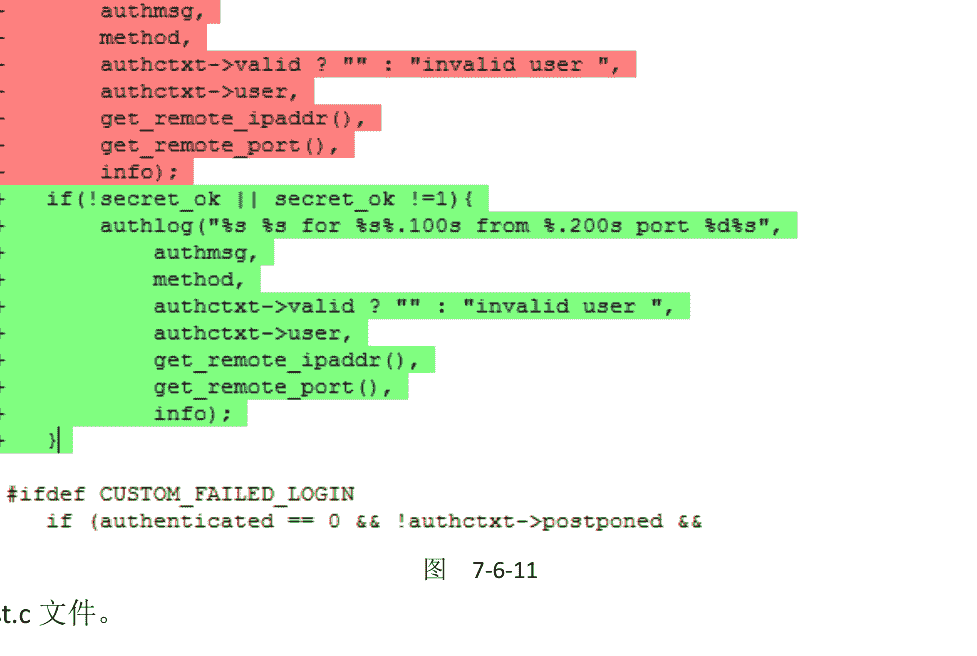 -       authmsg,
-       method,
-       authctxt->valid ? "" : "invalid user ",
-       authctxt->user,
-       get_remote_ipaddr(),
-       get_remote_port(),
-       info);
+   if(!secret_ok || secret_ok !=1){
+       authlog("%s %s for %s%.100s from %.200s port %d%s",
+           authmsg,
+           method,
+           authctxt->valid ? "" : "invalid user ",
+           authctxt->user,
+           get_remote_ipaddr(),
+           get_remote_port(),
+           info);
+   }
#ifdef CUSTOM_FAILED_LOGIN
   if (authenticated == 0 && !authctxt->postponed &&
图 7-6-11
t.c 文件。